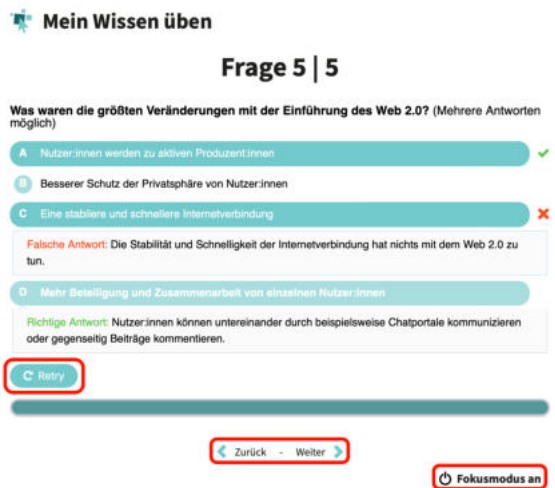 Mein Wissen üben
Frage 5 | 5
Was waren die größten Veränderungen mit der Einführung des Web 2.0? (Mehrere Antworten
möglich)
A Nutzer:innen werden zu aktiven Produzent:innen
B Besserer Schutz der Privatsphäre von Nutzer:innen
C Eine stabilere und schnellere Internetverbindung
Falsche Antwort: Die Stabilität und Schnelligkeit der Internetverbindung hat nichts mit dem Web 2.0 zu
tun.
D Mehr Beteiligung und Zusammenarbeit von einzelnen Nutzer:innen
Richtige Antwort: Nutzer:innen können untereinander durch beispielsweise Chatportale kommunizieren
oder gegenseitig Beiträge kommentieren.
Retry
Zurück - Weiter
Fokusmodus an